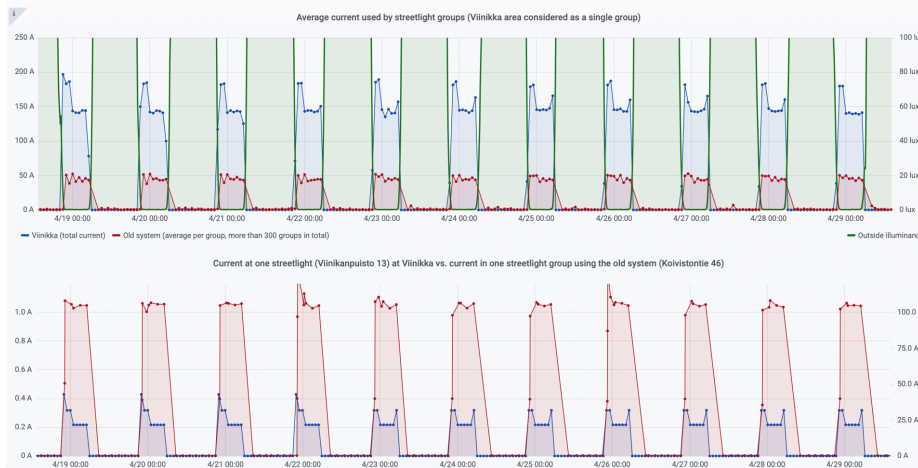 i
Average current used by streetlight groups (Viinikka area considered as a single group)
250 A
100 lux
200 A
80 lux
150 A
60 lux
100 A
40 lux
50 A
20 lux
0 A
0 lux
4/19 00:00 4/20 00:00 4/21 00:00 4/22 00:00 4/23 00:00 4/24 00:00 4/25 00:00 4/26 00:00 4/27 00:00 4/28 00:00 4/29 00:00
Viinikka (total current) Old system (average per group, more than 300 groups in total)
Outside illuminanc
Current at one streetlight (Viinikanpuisto 13) at Viinikka vs. current in one streetlight group using the old system (Koivistontie 46)
1.0 A
100.0
0.8 A
75.0 A
0.6 A
0.4 A
50.0 A
0.2 A
25.0 A
0 A
0 A
4/19 00:00 4/20 00:00 4/21 00:00 4/22 00:00 4/23 00:00 4/24 00:00 4/25 00:00 4/26 00:00 4/27 00:00 4/28 00:00 4/29 00:00